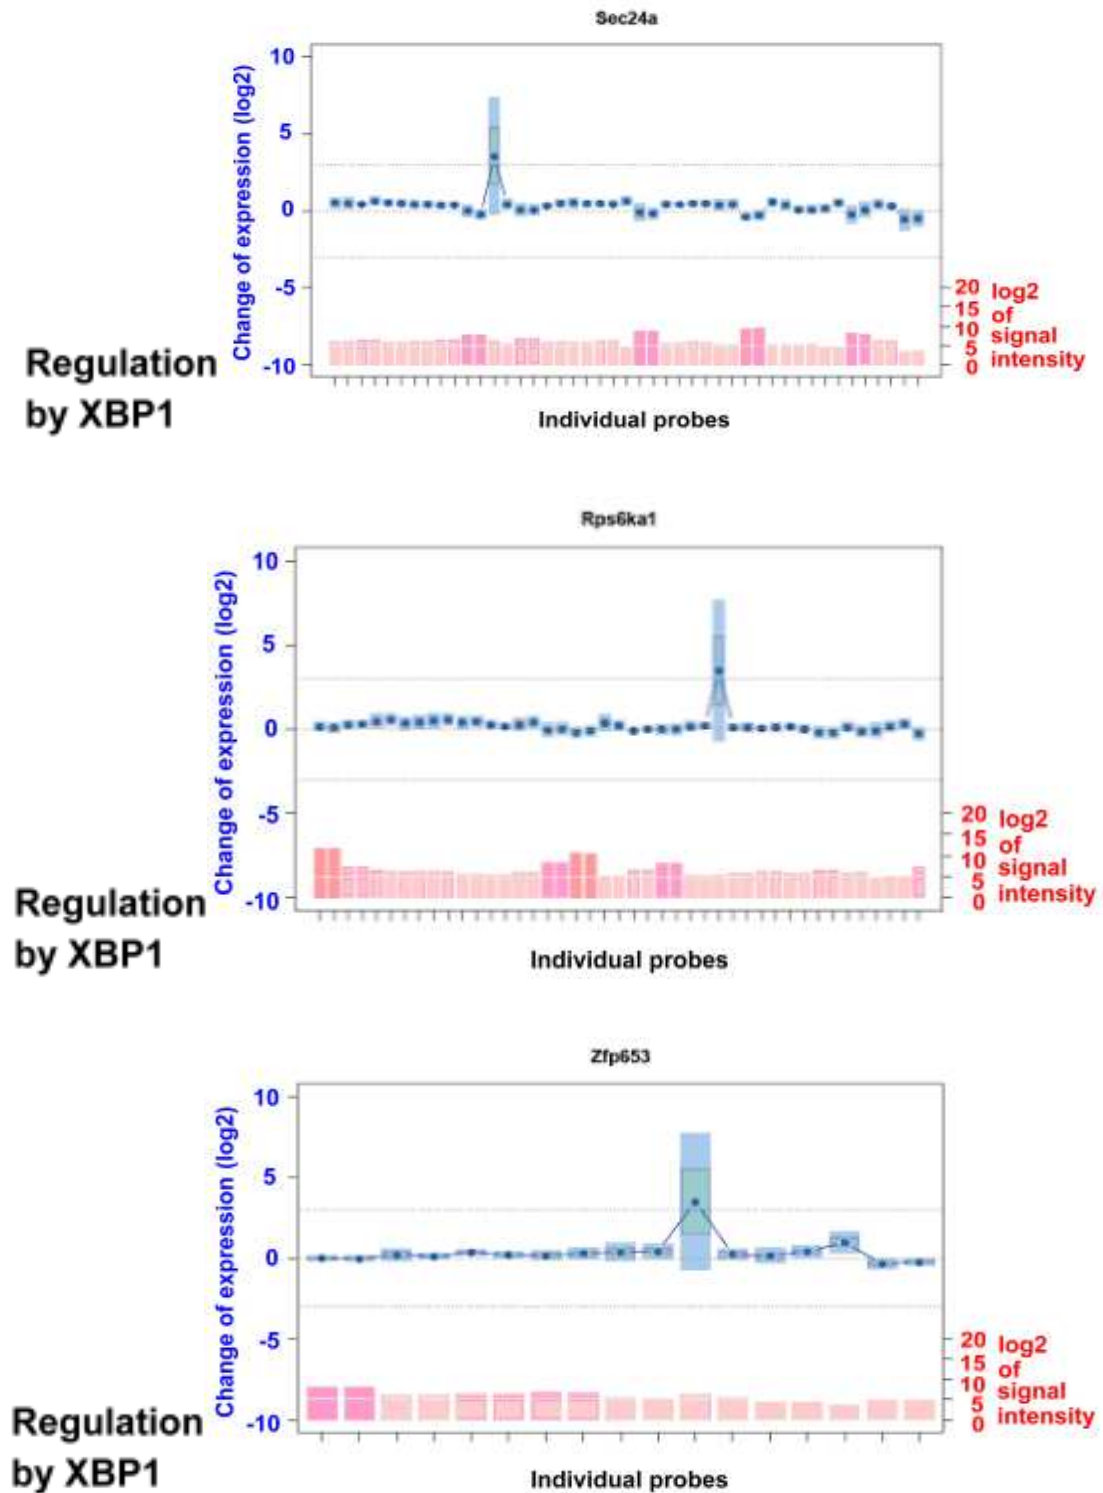 Sec24a
Change of expression (log2)
10
5
0
-5
-10
20
15
10
5
0
log2
of
signal
intensity
Regulation
by XBP1
Individual probes
Rps6ka1
Change of expression (log2)
10
5
0
-5
-10
20
15
10
5
0
log2
of
signal
intensity
Regulation
by XBP1
Individual probes
Zfp653
Change of expression (log2)
10
5
0
-5
-10
20
15
10
5
0
log2
of
signal
intensity
Regulation
by XBP1
Individual probes